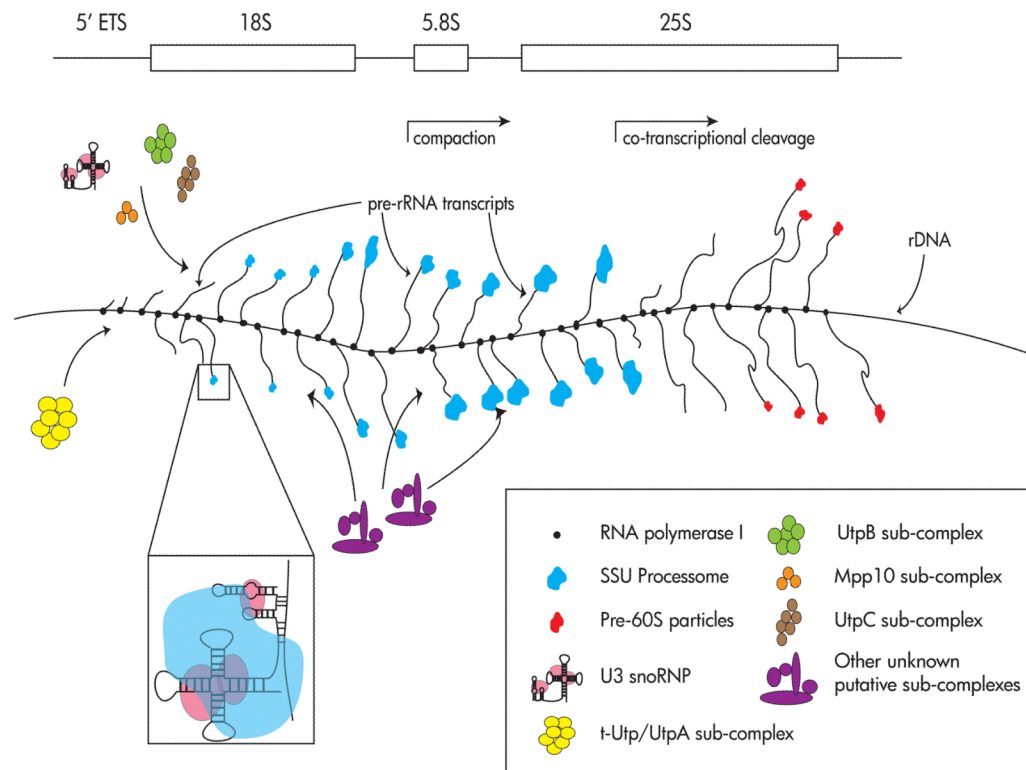 5’ ETS
18S
5.8S
25S
compaction
co-transcriptional cleavage
pre-rRNA transcripts
rDNA
RNA polymerase I
SSU Processome
Pre-60S particles
U3 snoRNP
t-Utp/UtpA sub-complex
UtpB sub-complex
Mpp10 sub-complex
UtpC sub-complex
Other unknown
putative sub-complexes